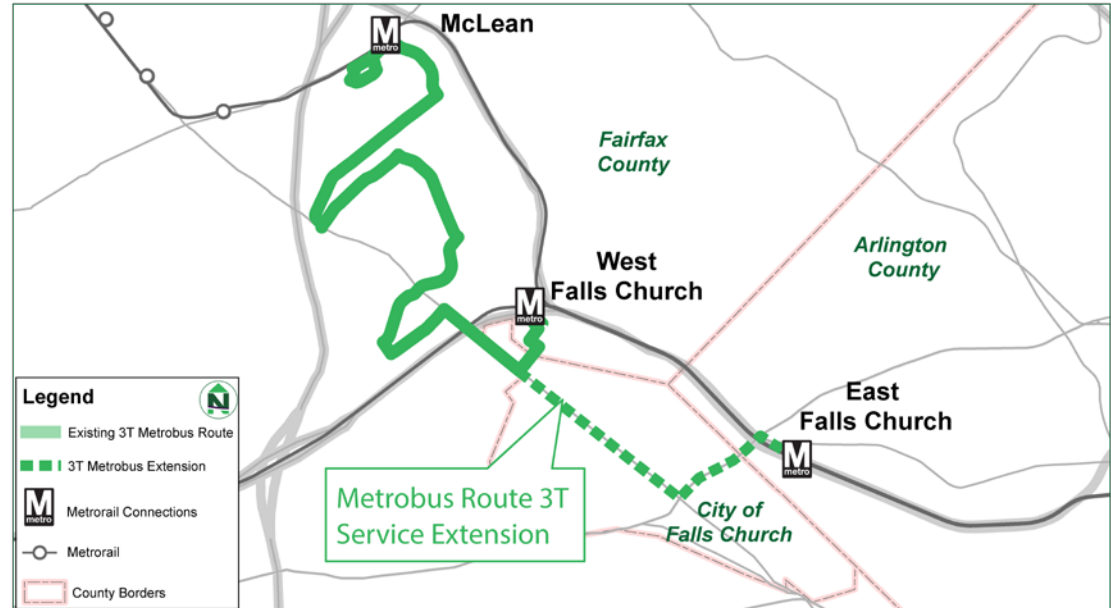 M
metro
McLean
Fairfax
County
Arlington
County
West
Falls Church
M
metro
East
Falls Church
M
metro
City of
Falls Church
Metrobus Route 3T
Service Extension
Legend
N
Existing 3T Metrobus Route
3T Metrobus Extension
M
metro
Metrorail Connections
Metrorail
County Borders